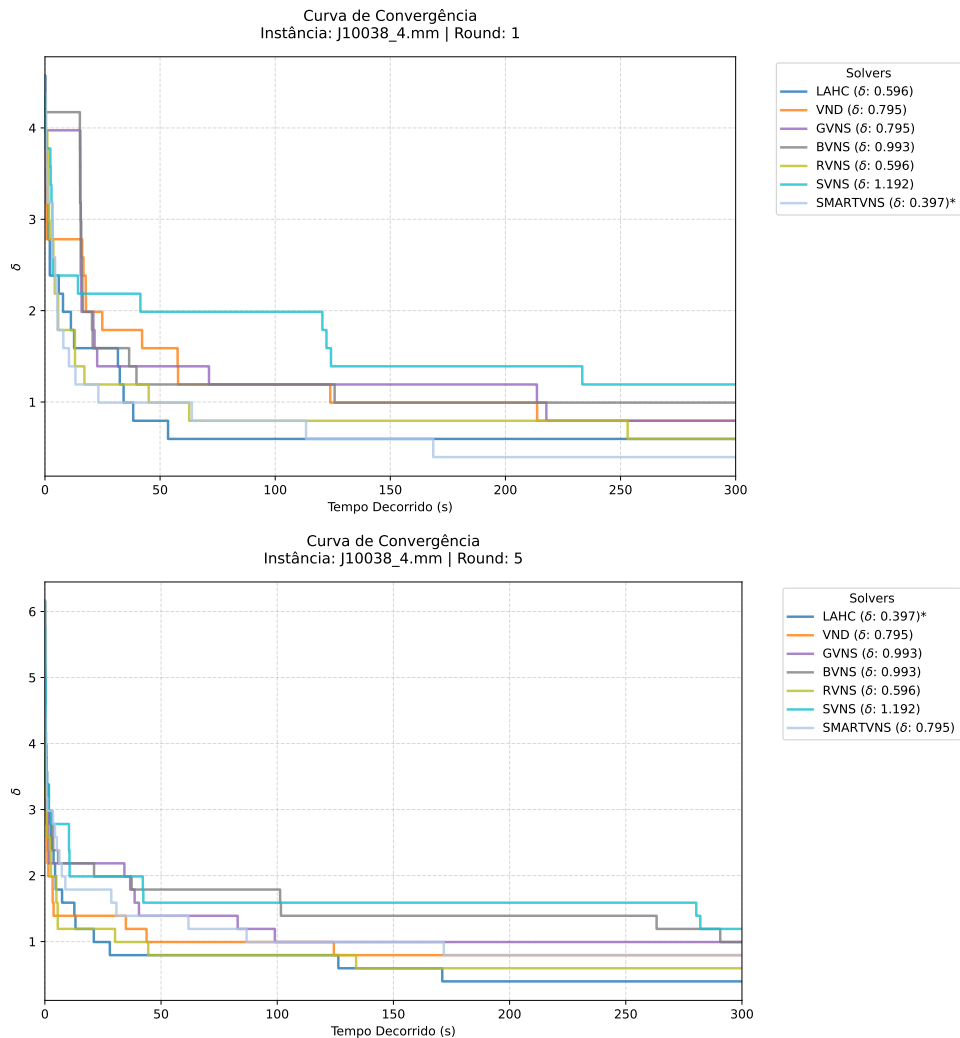 Curva de Convergência
Instância: J10038_4.mm | Round: 1
Solvers
LAHC (δ: 0.596)
VND (δ: 0.795)
GVNS (δ: 0.795)
BVNS (δ: 0.993)
RVNS (δ: 0.596)
SVNS (δ: 1.192)
SMARTVNS (δ: 0.397)*
4
3
2
1
δ
0 50 100 150 200 250 300
Tempo Decorrido (s)
Curva de Convergência
Instância: J10038_4.mm | Round: 5
Solvers
LAHC (δ: 0.397)*
VND (δ: 0.795)
GVNS (δ: 0.993)
BVNS (δ: 0.993)
RVNS (δ: 0.596)
SVNS (δ: 1.192)
SMARTVNS (δ: 0.795)
6
5
4
3
2
1
δ
0 50 100 150 200 250 300
Tempo Decorrido (s)